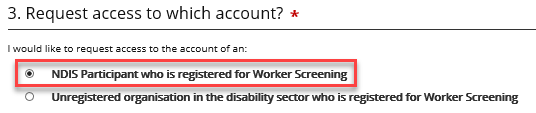 3. Request access to which account? *
I would like to request access to the account of an:
NDIS Participant who is registered for Worker Screening
Unregistered organisation in the disability sector who is registered for Worker Screening